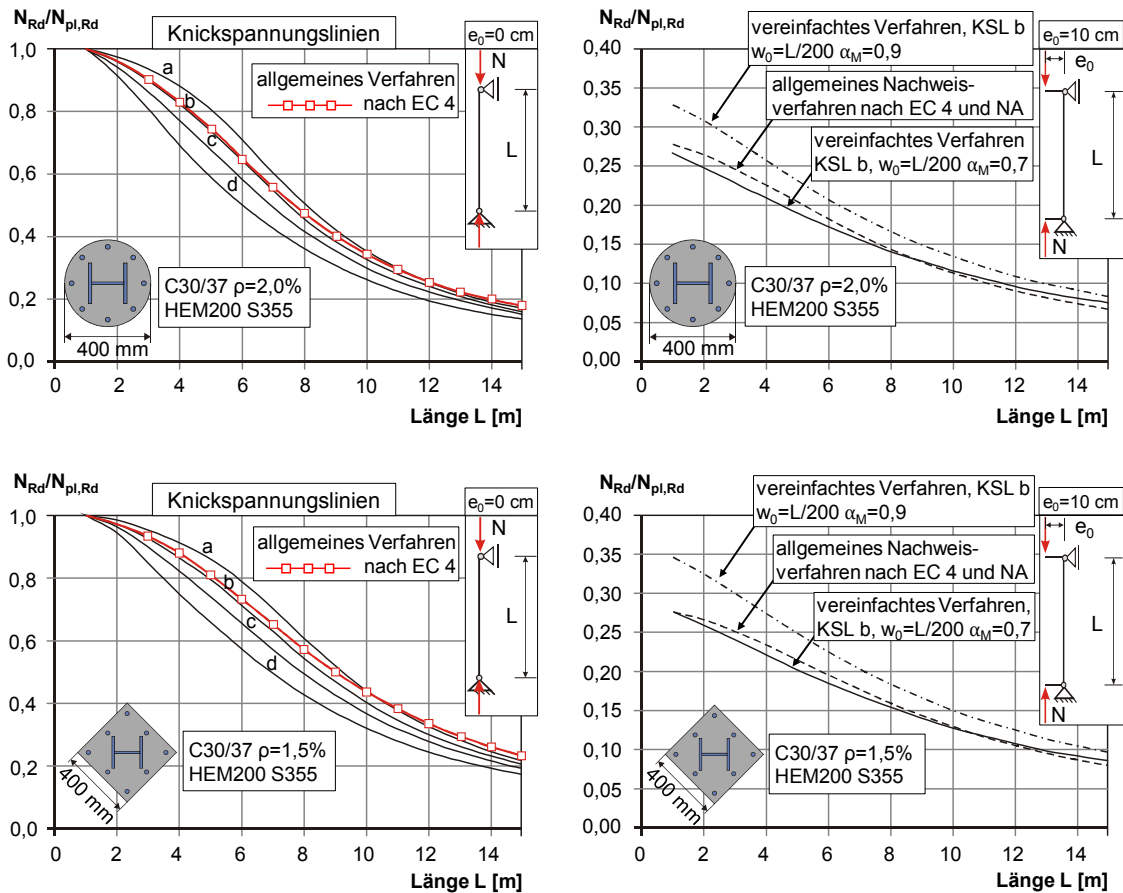 N_Rd/N_pl,Rd
Knickspannungslinien
e₀=0 cm
N
1,0
0,8
0,6
0,4
0,2
0,0
a
b
c
d
allgemeines Verfahren
nach EC 4
L
C30/37 ρ=2,0%
HEM200 S355
400 mm
0
2
4
6
8
10
12
14
Länge L [m]
N_Rd/N_pl,Rd
vereinfachtes Verfahren, KSL b
w₀=L/200 α_M=0,9
allgemeines Nachweis-
verfahren nach EC 4 und NA
vereinfachtes Verfahren
KSL b, w₀=L/200 α_M=0,7
e₀=10 cm
e₀
L
N
0,40
0,35
0,30
0,25
0,20
0,15
0,10
0,05
0,00
C30/37 ρ=2,0%
HEM200 S355
400 mm
0
2
4
6
8
10
12
14
Länge L [m]
N_Rd/N_pl,Rd
Knickspannungslinien
e₀=0 cm
N
1,0
0,8
0,6
0,4
0,2
0,0
a
b
c
d
allgemeines Verfahren
nach EC 4
L
C30/37 ρ=1,5%
HEM200 S355
400 mm
0
2
4
6
8
10
12
14
Länge L [m]
N_Rd/N_pl,Rd
vereinfachtes Verfahren, KSL b
w₀=L/200 α_M=0,9
allgemeines Nachweis-
verfahren nach EC 4 und NA
vereinfachtes Verfahren,
KSL b, w₀=L/200 α_M=0,7
e₀=10 cm
e₀
L
N
0,40
0,35
0,30
0,25
0,20
0,15
0,10
0,05
0,00
C30/37 ρ=1,5%
HEM200 S355
400 mm
0
2
4
6
8
10
12
14
Länge L [m]